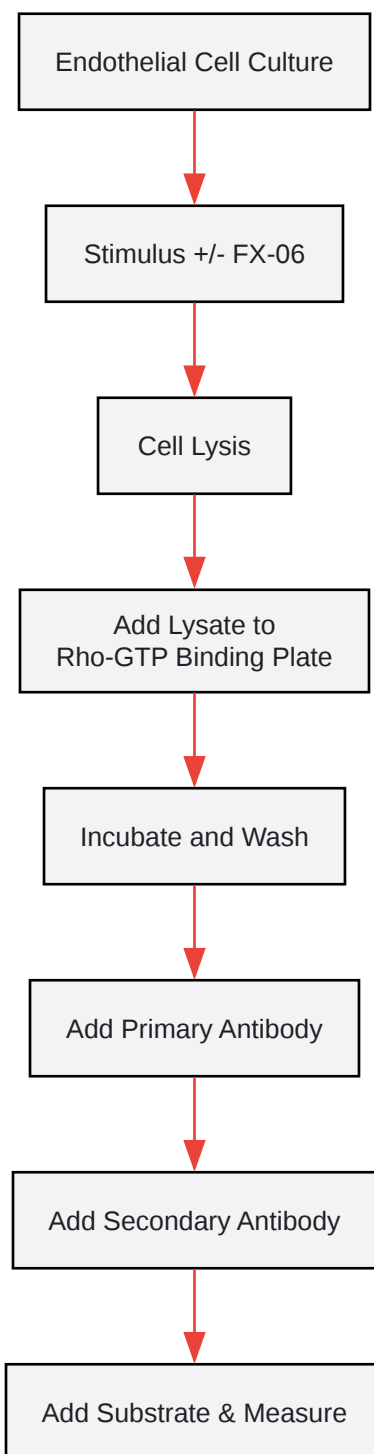 Endothelial Cell Culture
Stimulus +/- FX-06
Cell Lysis
Add Lysate to
Rho-GTP Binding Plate
Incubate and Wash
Add Primary Antibody
Add Secondary Antibody
Add Substrate & Measure